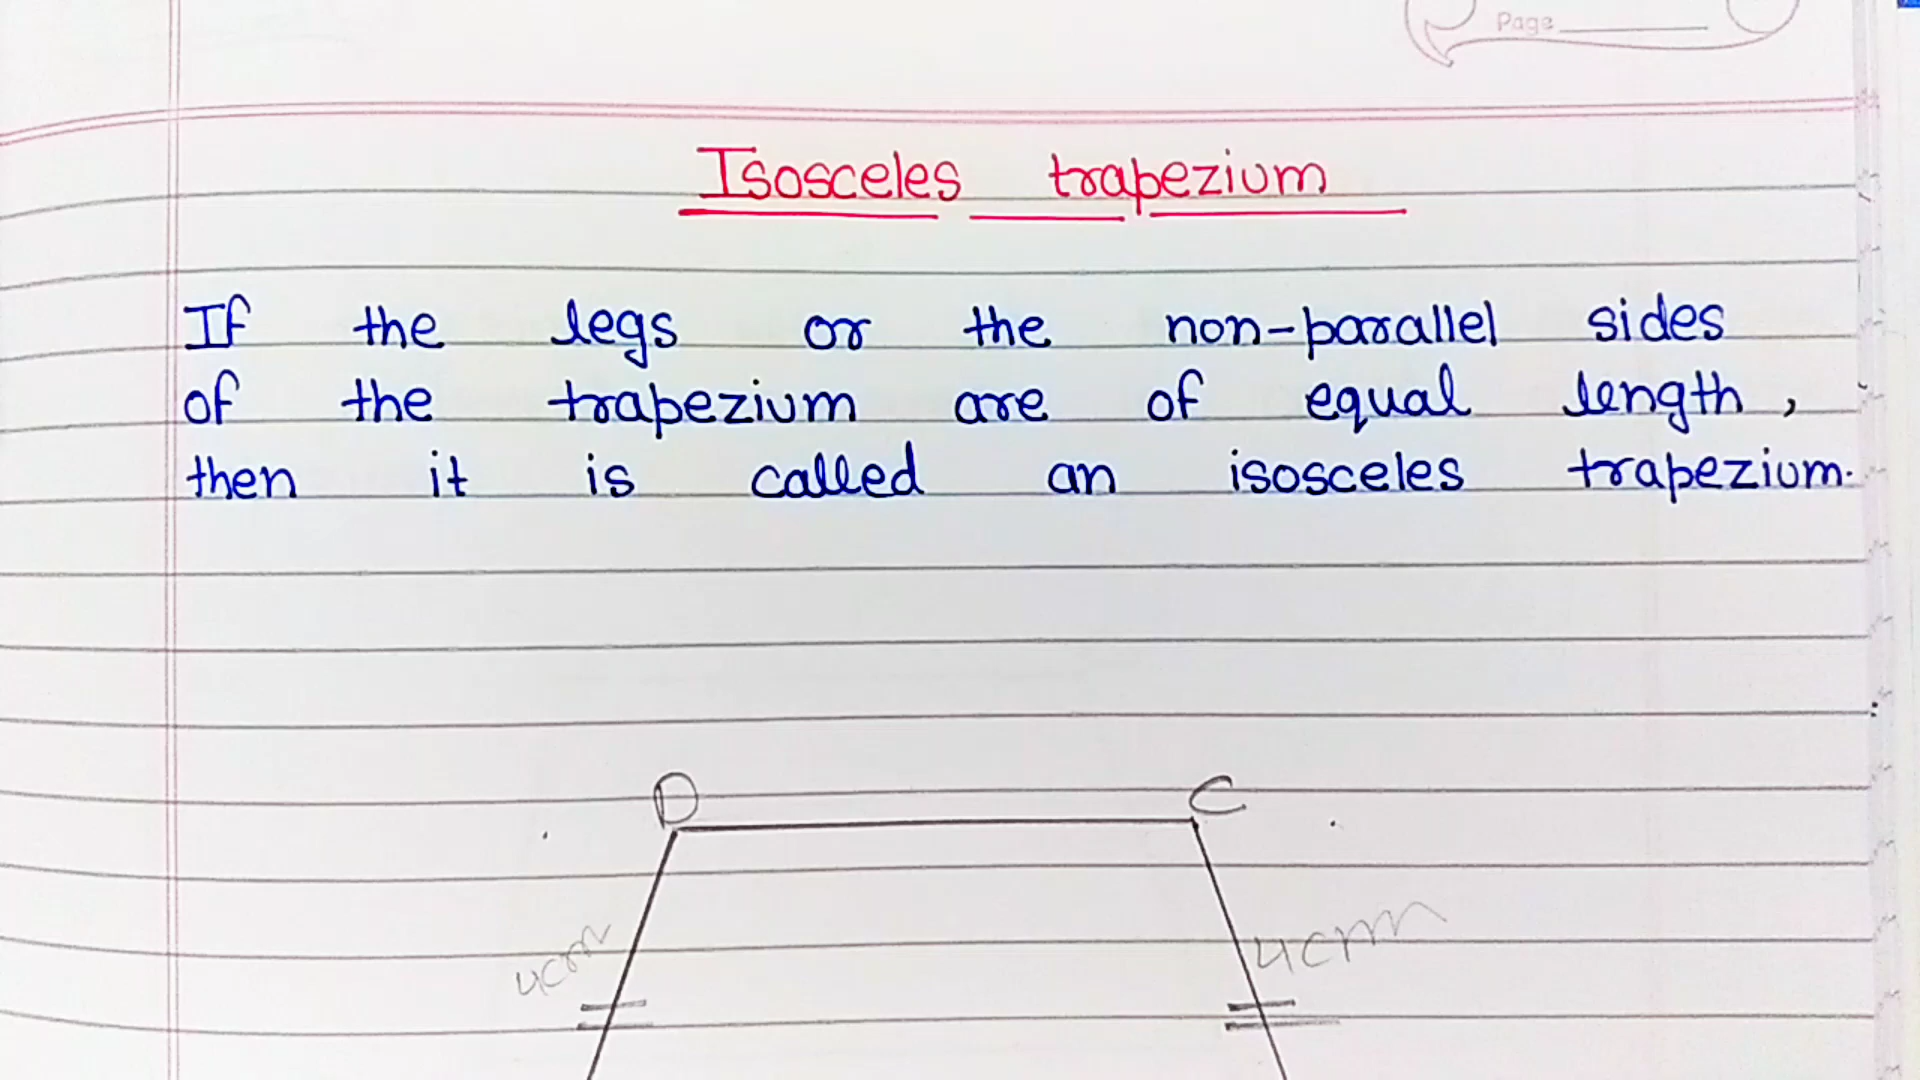 Page
Isosceles trapezium
If the legs or the non-parallel sides
of the trapezium are of equal length,
then it is called an isosceles trapezium.
D C
4cm 4cm